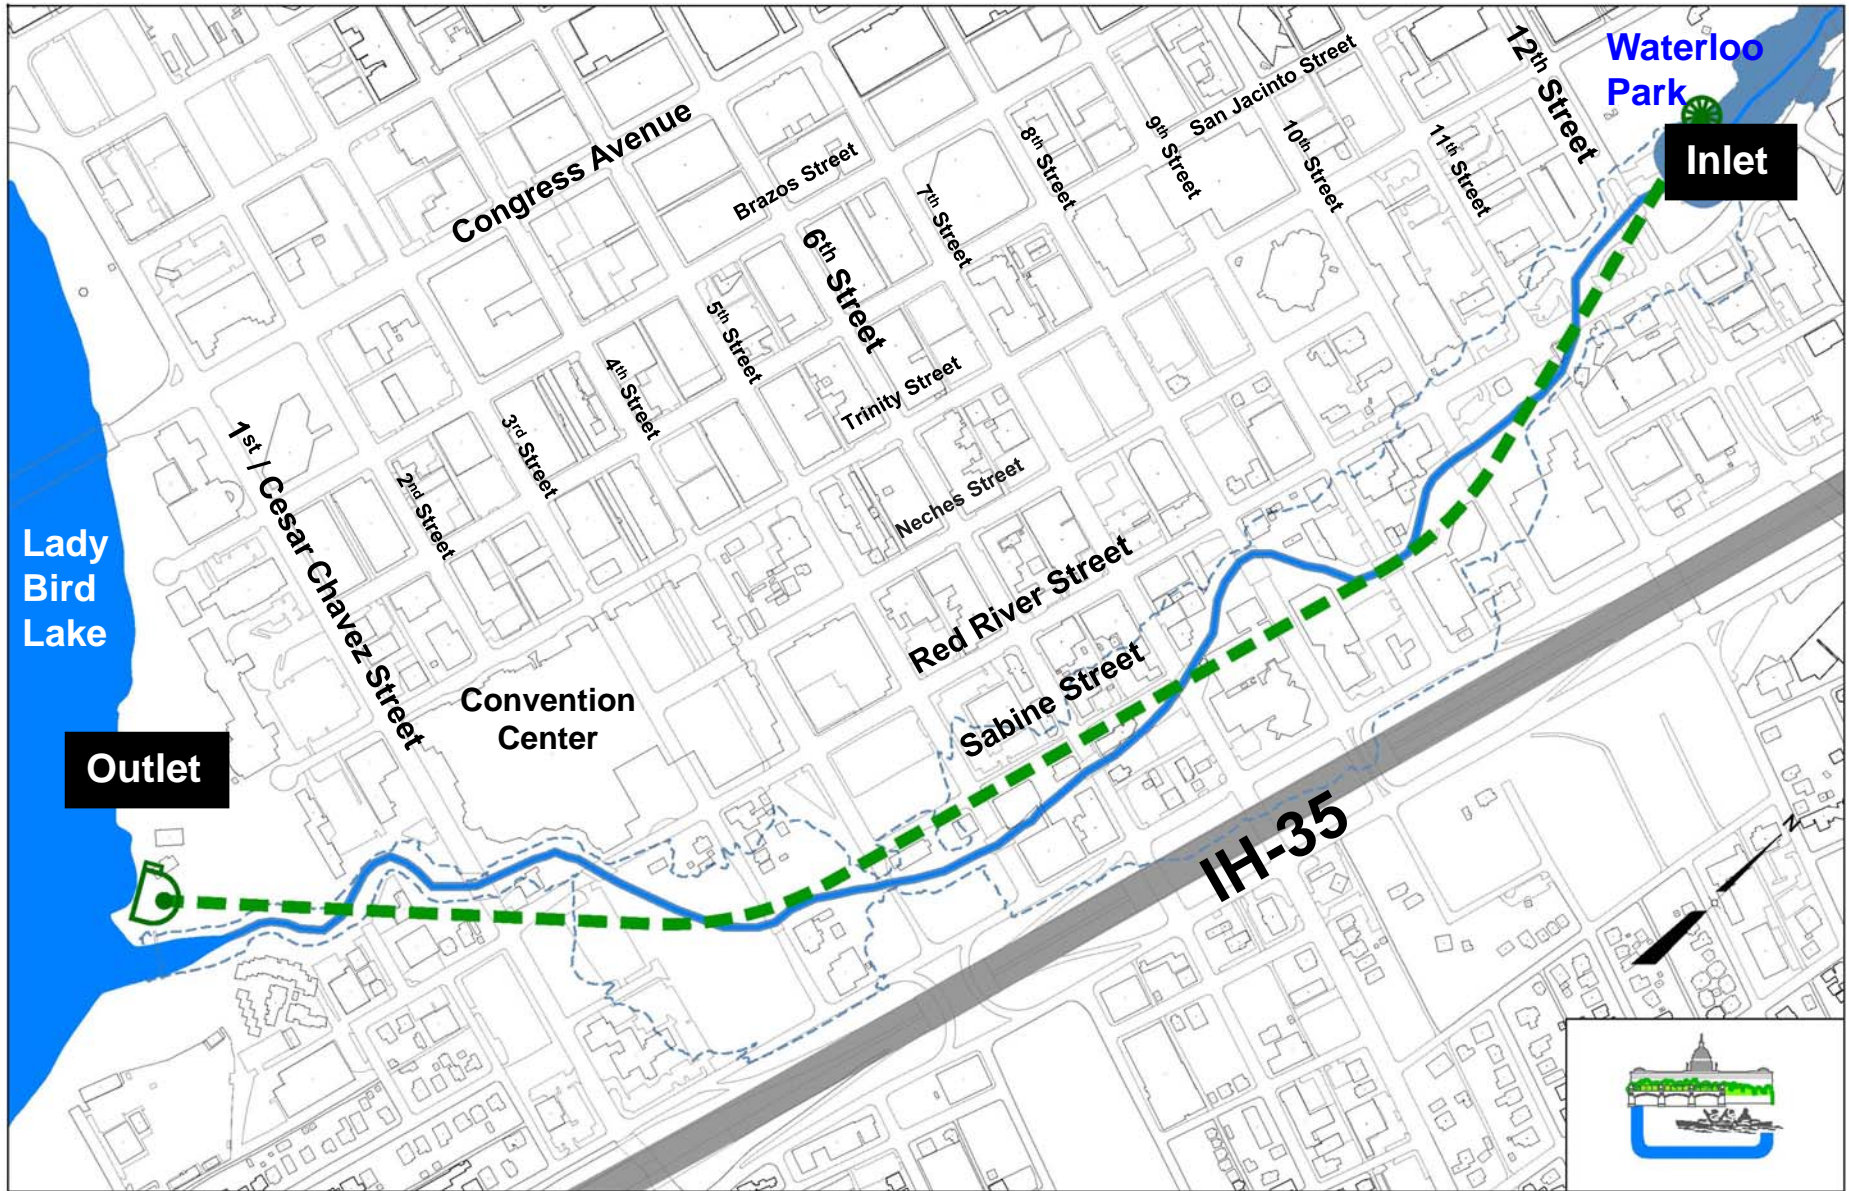 Waterloo
Park
12th Street
San Jacinto Street
Congress Avenue
8th Street
9th Street
10th Street
11th Street
Inlet
Brazos Street
7th Street
6th Street
5th Street
4th Street
Trinity Street
3rd Street
1st / Cesar Chavez Street
2nd Street
Neches Street
Lady
Bird
Lake
Red River Street
Sabine Street
Convention
Center
Outlet
IH-35
N